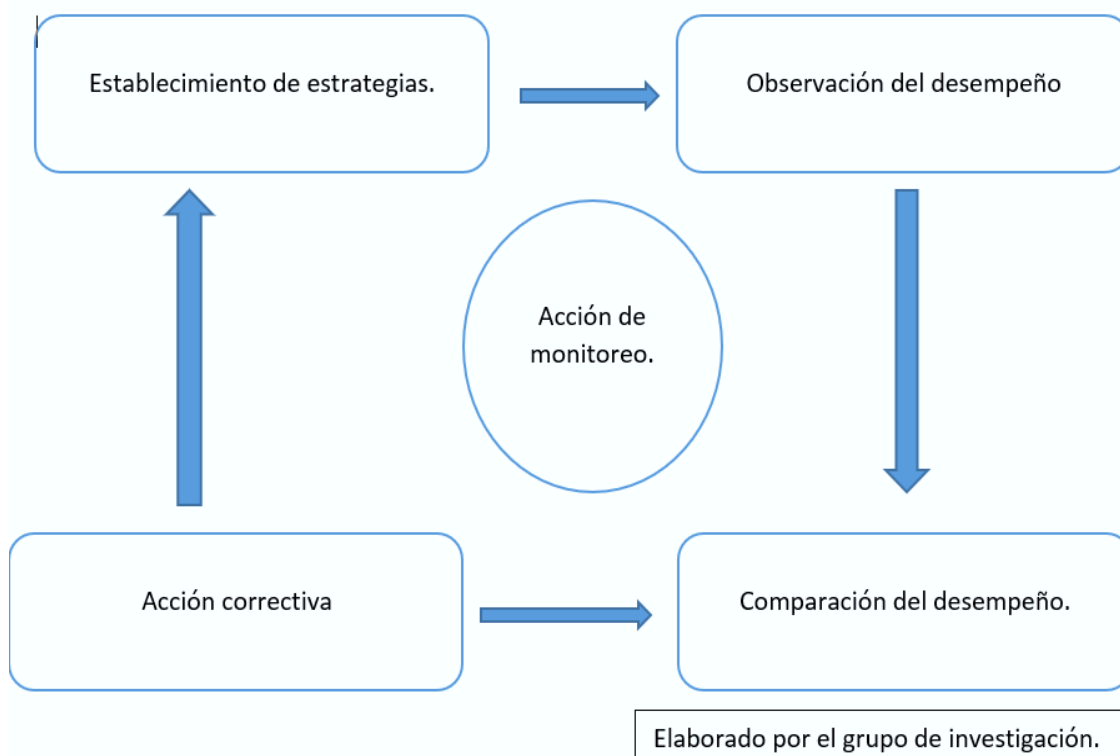 Establecimiento de estrategias.
Observación del desempeño
Acción de
monitoreo.
Acción correctiva
Comparación del desempeño.
Elaborado por el grupo de investigación.